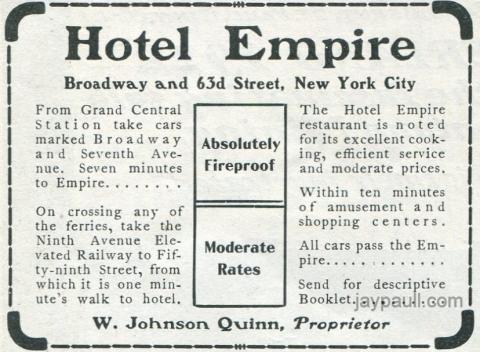 Hotel Empire
Broadway and 63d Street, New York City
From Grand Central
Station take cars
marked Broadway
and Seventh Ave-
nue. Seven minutes
to Empire........
On crossing any of
the ferries, take the
Ninth Avenue Ele-
vated Railway to Fif-
ty-ninth Street, from
which it is one min-
ute's walk to hotel.
Absolutely
Fireproof
Moderate
Rates
The Hotel Empire
restaurant is noted
for its excellent cook-
ing, efficient service
and moderate prices.
Within ten minutes
of amusement and
shopping centers.
All cars pass the Em-
pire..............
Send for descriptive
Booklet.
jaypaull.com
W. Johnson Quinn, Proprietor